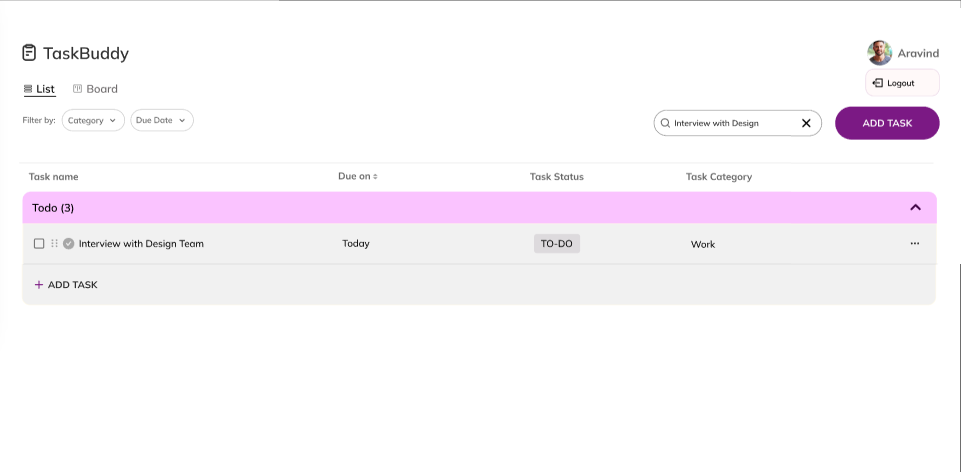 TaskBuddy
Aravind
List Board
Logout
Filter by: Category Due Date
Interview with Design
ADD TASK
Task name Due on Task Status Task Category
Todo (3)
Interview with Design Team Today TO-DO Work
+ ADD TASK